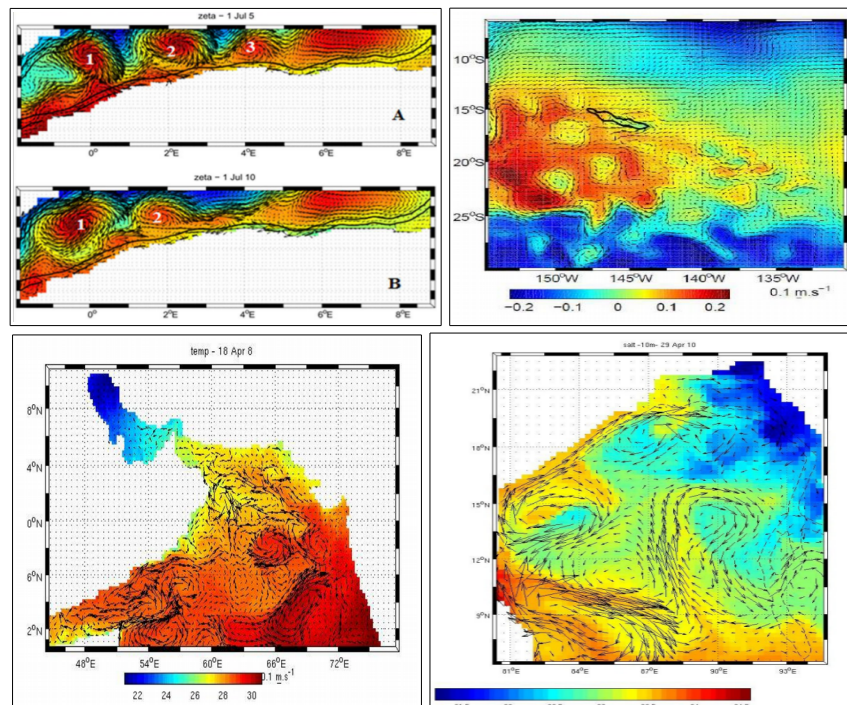 zeta - 1 Jul 5
1 2 3
A
0° 2°E 4°E 6°E 8°E
zeta - 1 Jul 10
1 2
B
0° 2°E 4°E 6°E 8°E
10°S
15°S
20°S
25°S
150°W 145°W 140°W 135°W
0.1 m.s⁻¹
−0.2 −0.1 0 0.1 0.2
temp - 18 Apr 6
8°N
4°N
0°N
6°N
2°N
48°E 54°E 60°E 66°E 72°E
0.1 m.s⁻¹
22 24 26 28 30
salt -10m- 29 Apr 10
21°N
18°N
15°N
12°N
9°N
81°E 84°E 87°E 90°E 93°E